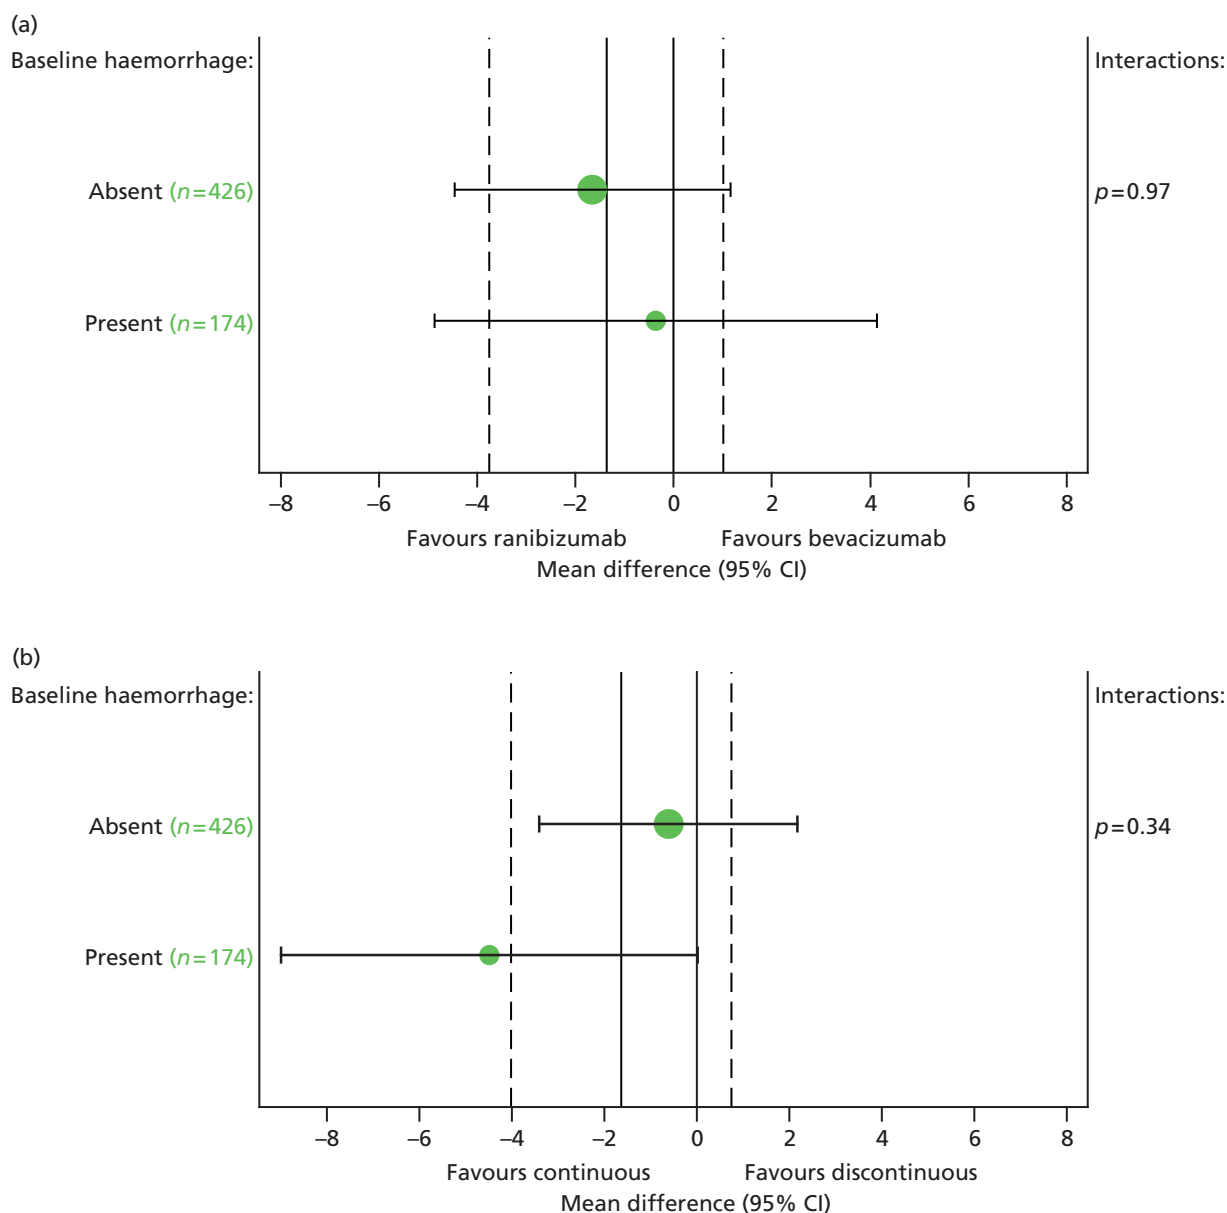 (a)
Baseline haemorrhage: Interactions:
Absent (n=426) p=0.97
Present (n=174)
–8 –6 –4 –2 0 2 4 6 8
Favours ranibizumab Favours bevacizumab
Mean difference (95% CI)
(b)
Baseline haemorrhage: Interactions:
Absent (n=426) p=0.34
Present (n=174)
–8 –6 –4 –2 0 2 4 6 8
Favours continuous Favours discontinuous
Mean difference (95% CI)